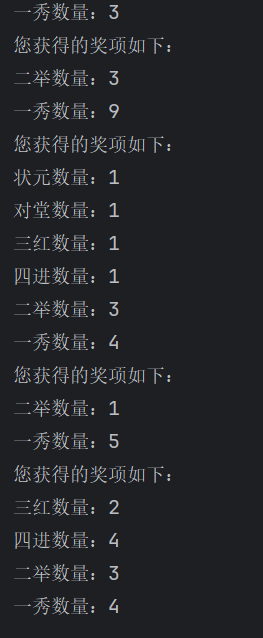 一秀数量：3
您获得的奖项如下：
二举数量：3
一秀数量：9
您获得的奖项如下：
状元数量：1
对堂数量：1
三红数量：1
四进数量：1
二举数量：3
一秀数量：4
您获得的奖项如下：
二举数量：1
一秀数量：5
您获得的奖项如下：
三红数量：2
四进数量：4
二举数量：3
一秀数量：4